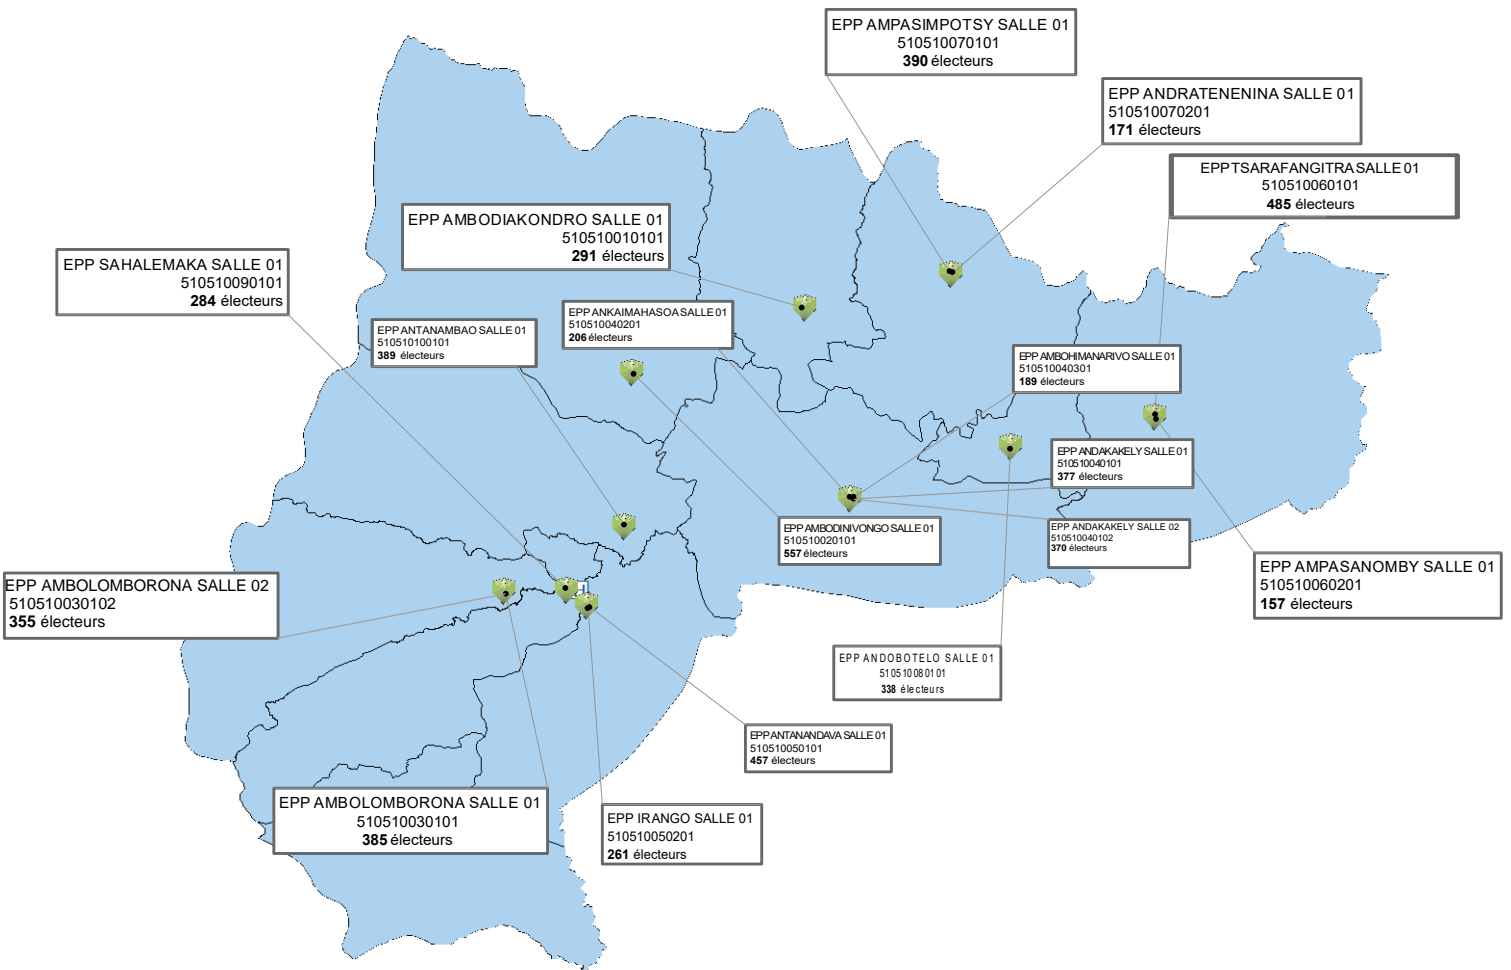 EPP AMPASIMPOTSY SALLE 01
510510070101
390 électeurs
EPP ANDRATENENINA SALLE 01
510510070201
171 électeurs
EPP TSARAFANGITRA SALLE 01
510510060101
485 électeurs
EPP AMBODIAKONDRO SALLE 01
510510010101
291 électeurs
EPP SAHALEMAKA SALLE 01
510510090101
284 électeurs
EPP ANKAIMAHASOA SALLE 01
510510040201
206 électeurs
EPP ANTANAMBAO SALLE 01
510510100101
389 électeurs
EPP AMBOHIMANARIVO SALLE 01
510510040301
189 électeurs
EPP ANDAKAKELY SALLE 01
510510040101
377 électeurs
EPP AMBODINIVONGO SALLE 01
510510020101
557 électeurs
EPP ANDAKAKELY SALLE 02
510510040102
370 électeurs
EPP AMPASANOMBY SALLE 01
510510060201
157 électeurs
EPP AMBOLOMBORONA SALLE 02
510510030102
355 électeurs
EPP ANDOBOTELO SALLE 01
510510080101
338 électeurs
EPP ANTANANDAVA SALLE 01
510510050101
457 électeurs
EPP AMBOLOMBORONA SALLE 01
510510030101
385 électeurs
EPP IRANGO SALLE 01
510510050201
261 électeurs